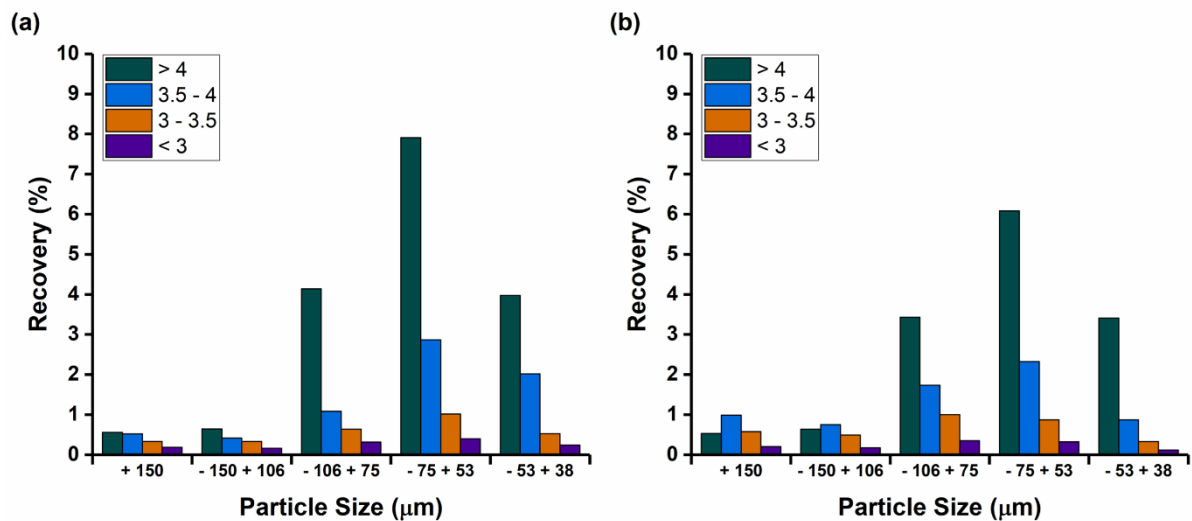 (a)
10
9
8
7
6
5
4
3
2
1
0
Recovery (%)
> 4
3.5 - 4
3 - 3.5
< 3
+ 150
- 150 + 106
- 106 + 75
-75 + 53
- 53 + 38
Particle Size (μm)
(b)
10
9
8
7
6
5
4
3
2
1
0
Recovery (%)
> 4
3.5 - 4
3 - 3.5
< 3
+ 150
- 150 + 106
- 106 + 75
-75 + 53
- 53 + 38
Particle Size (μm)